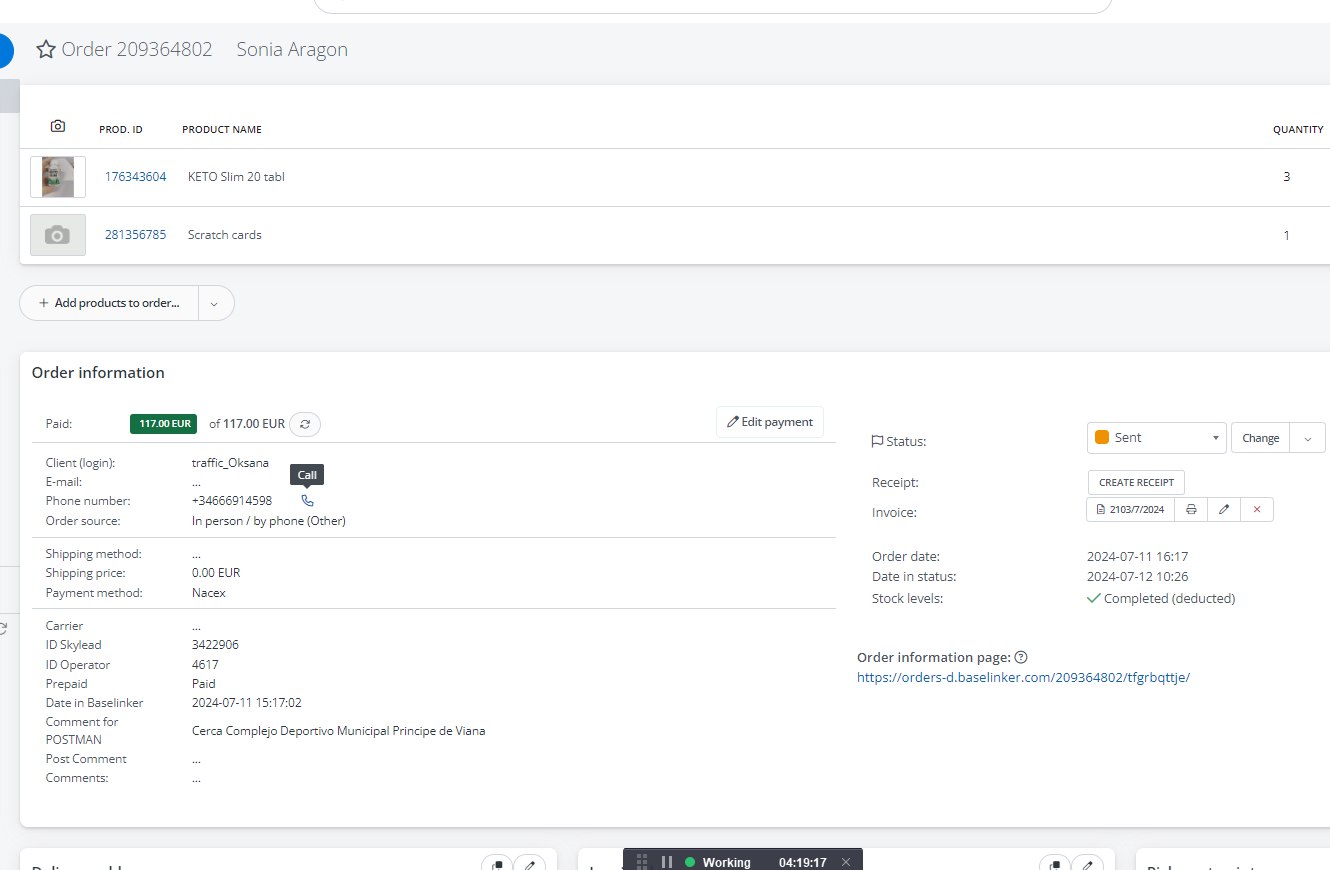 Order 209364802 Sonia Aragon
PROD. ID PRODUCT NAME QUANTITY
176343604 KETO Slim 20 tabl 3
281356785 Scratch cards 1
+ Add products to order...
Order information
Paid: 117.00 EUR of 117.00 EUR Edit payment
Client (login): traffic_Oksana
E-mail: ...
Call
Phone number: +34666914598
Order source: In person / by phone (Other)
Shipping method: ...
Shipping price: 0.00 EUR
Payment method: Nacex
Carrier ...
ID Skylead 3422906
ID Operator 4617
Prepaid Paid
Date in Baselinker 2024-07-11 15:17:02
Comment for
POSTMAN Cerca Complejo Deportivo Municipal Principe de Viana
Post Comment ...
Comments: ...
Status: Sent Change
Receipt: CREATE RECEIPT
Invoice: 2103/7/2024
Order date: 2024-07-11 16:17
Date in status: 2024-07-12 10:26
Stock levels: Completed (deducted)
Order information page:
https://orders-d.baselinker.com/209364802/tfgrbqttje/
Working 04:19:17